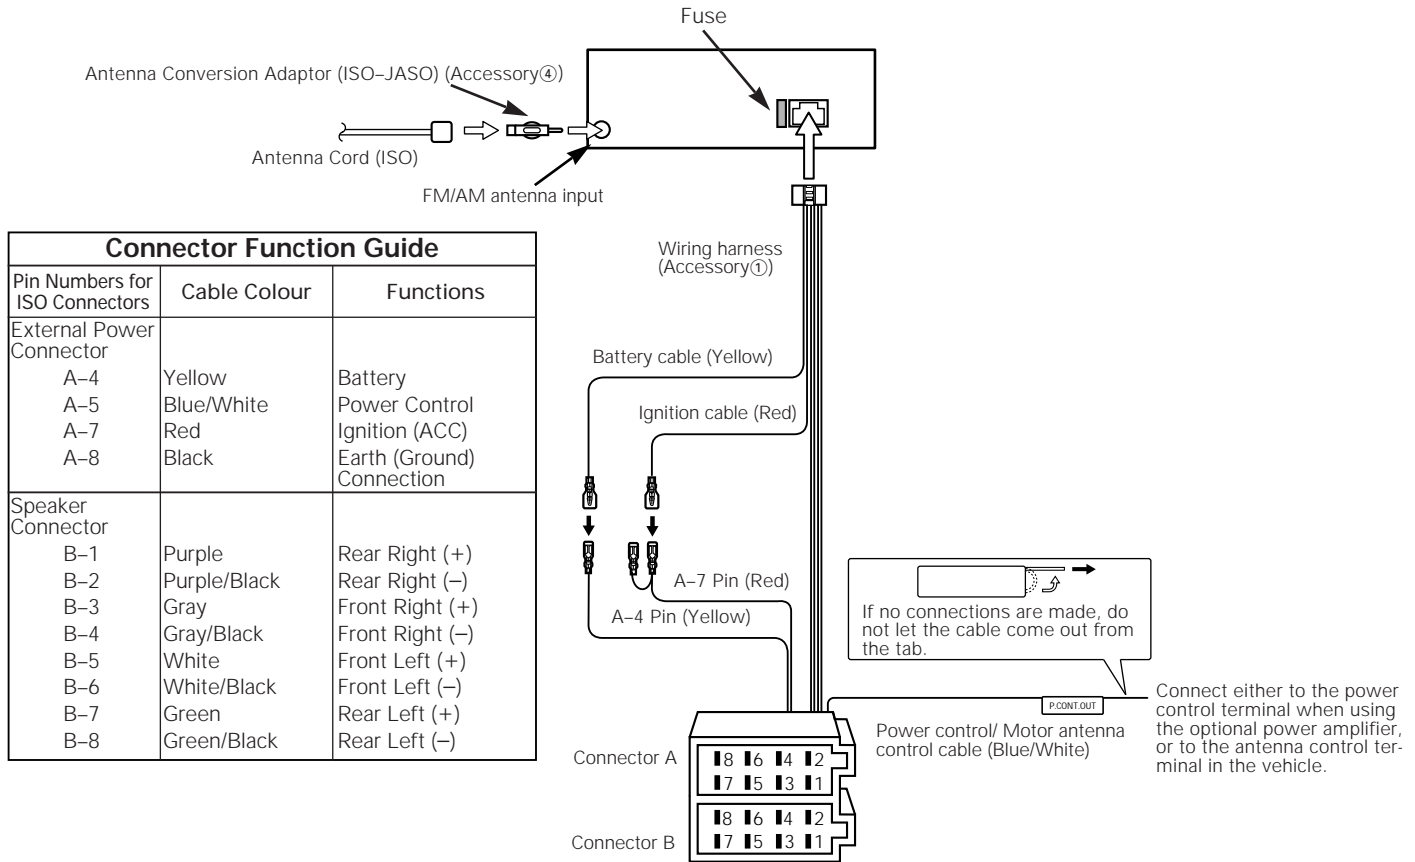 Fuse
Antenna Conversion Adaptor (ISO–JASO) (Accessory④)
Antenna Cord (ISO)
FM/AM antenna input
Connector Function Guide
Pin Numbers for
ISO Connectors
Cable Colour
Functions
External Power
Connector
A–4 Yellow Battery
A–5 Blue/White Power Control
A–7 Red Ignition (ACC)
A–8 Black Earth (Ground)
Connection
Speaker
Connector
B–1 Purple Rear Right (+)
B–2 Purple/Black Rear Right (–)
B–3 Gray Front Right (+)
B–4 Gray/Black Front Right (–)
B–5 White Front Left (+)
B–6 White/Black Front Left (–)
B–7 Green Rear Left (+)
B–8 Green/Black Rear Left (–)
Wiring harness
(Accessory①)
Battery cable (Yellow)
Ignition cable (Red)
A–7 Pin (Red)
A–4 Pin (Yellow)
If no connections are made, do
not let the cable come out from
the tab.
P.CONT.OUT
Power control/ Motor antenna
control cable (Blue/White)
Connect either to the power
control terminal when using
the optional power amplifier,
or to the antenna control ter-
minal in the vehicle.
Connector A
8 6 4 2
7 5 3 1
Connector B
8 6 4 2
7 5 3 1